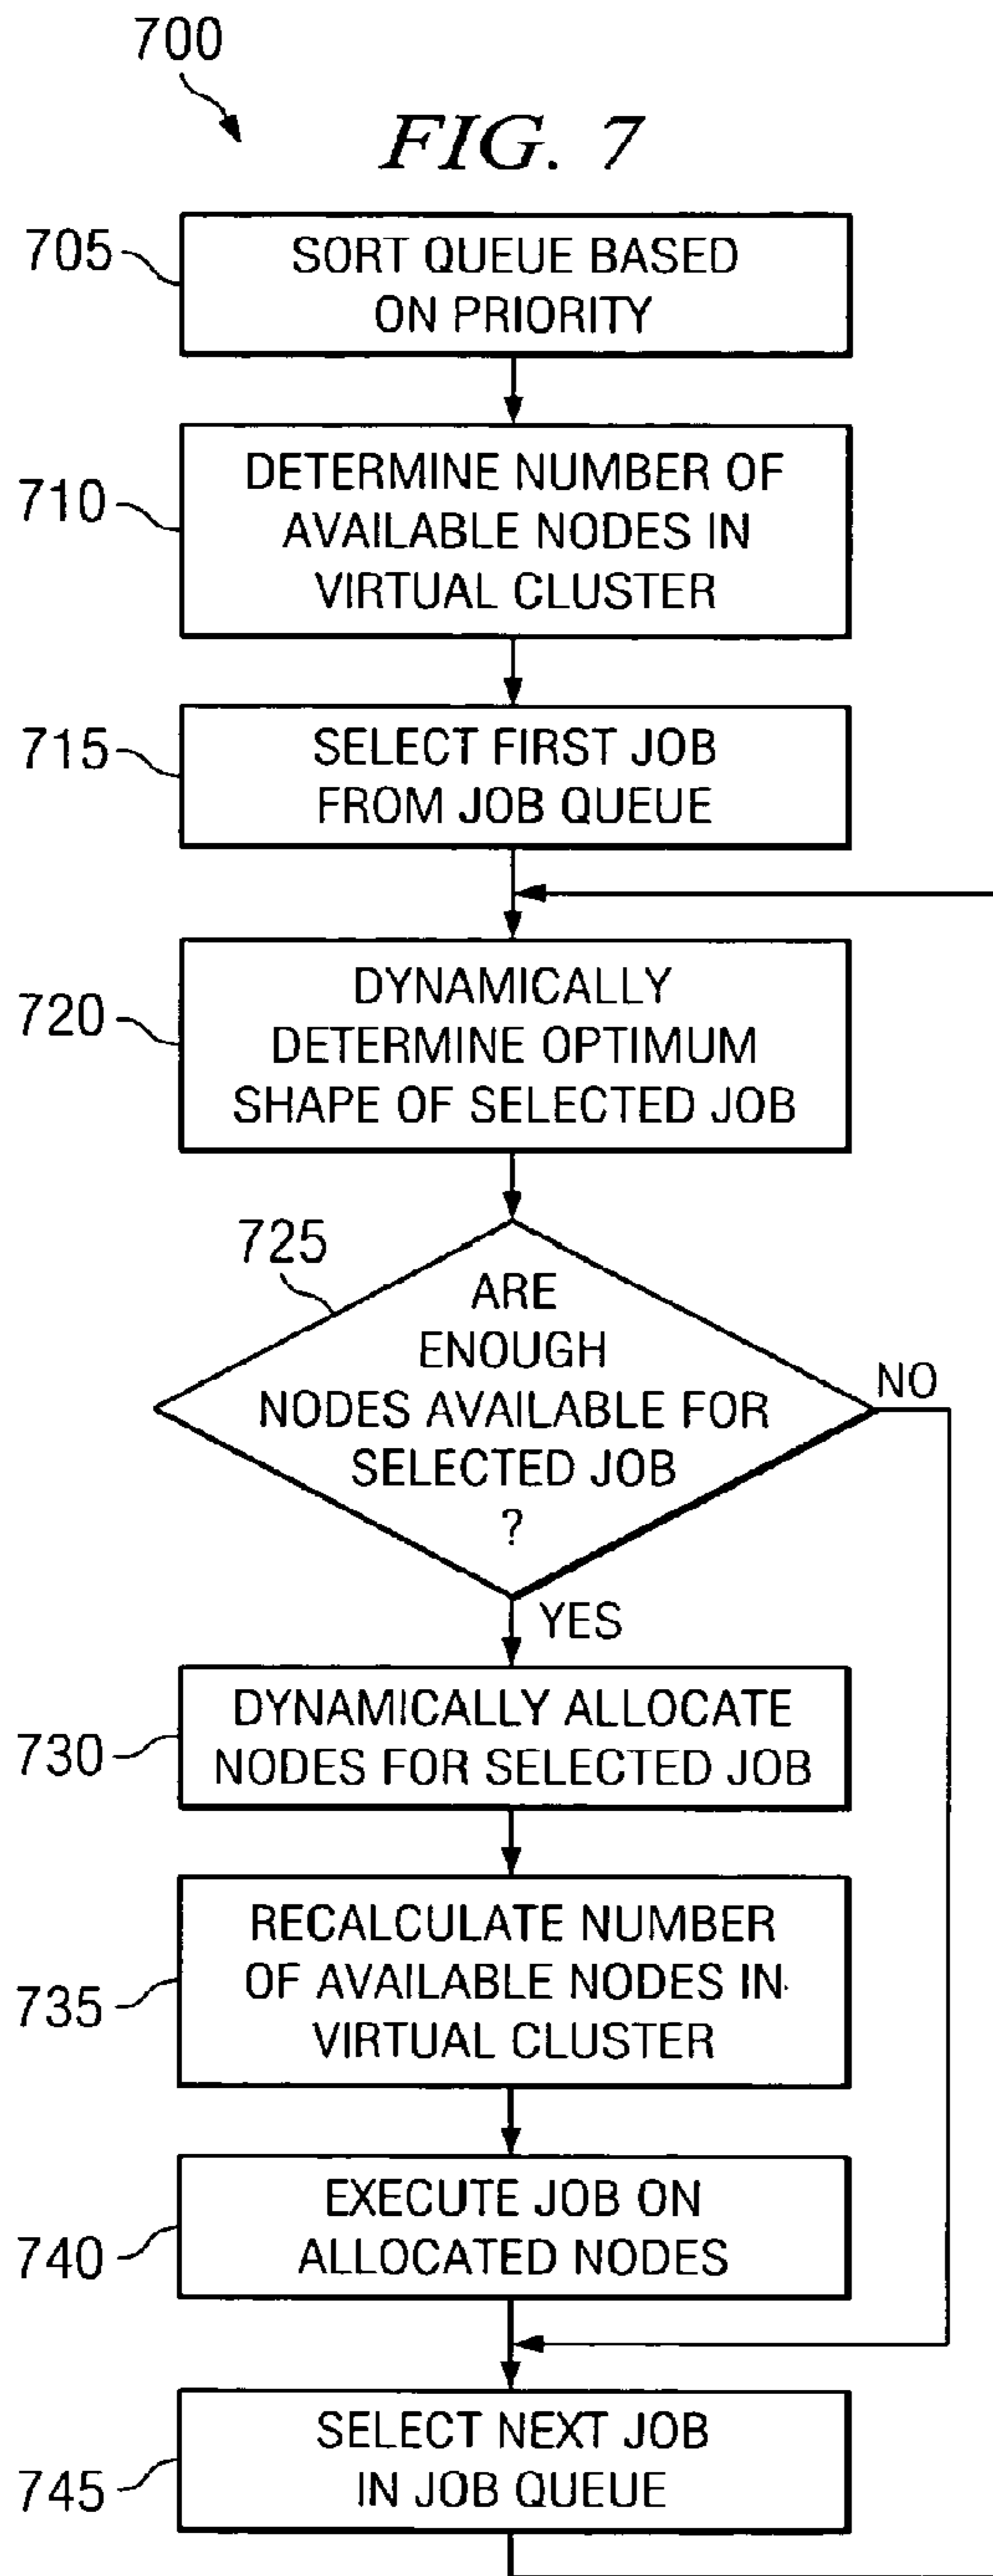 700
FIG. 7
705
SORT QUEUE BASED
ON PRIORITY
710
DETERMINE NUMBER OF
AVAILABLE NODES IN
VIRTUAL CLUSTER
715
SELECT FIRST JOB
FROM JOB QUEUE
720
DYNAMICALLY
DETERMINE OPTIMUM
SHAPE OF SELECTED JOB
725
ARE
ENOUGH
NODES AVAILABLE FOR
SELECTED JOB
?
NO
YES
730
DYNAMICALLY ALLOCATE
NODES FOR SELECTED JOB
735
RECALCULATE NUMBER
OF AVAILABLE NODES IN
VIRTUAL CLUSTER
740
EXECUTE JOB ON
ALLOCATED NODES
745
SELECT NEXT JOB
IN JOB QUEUE